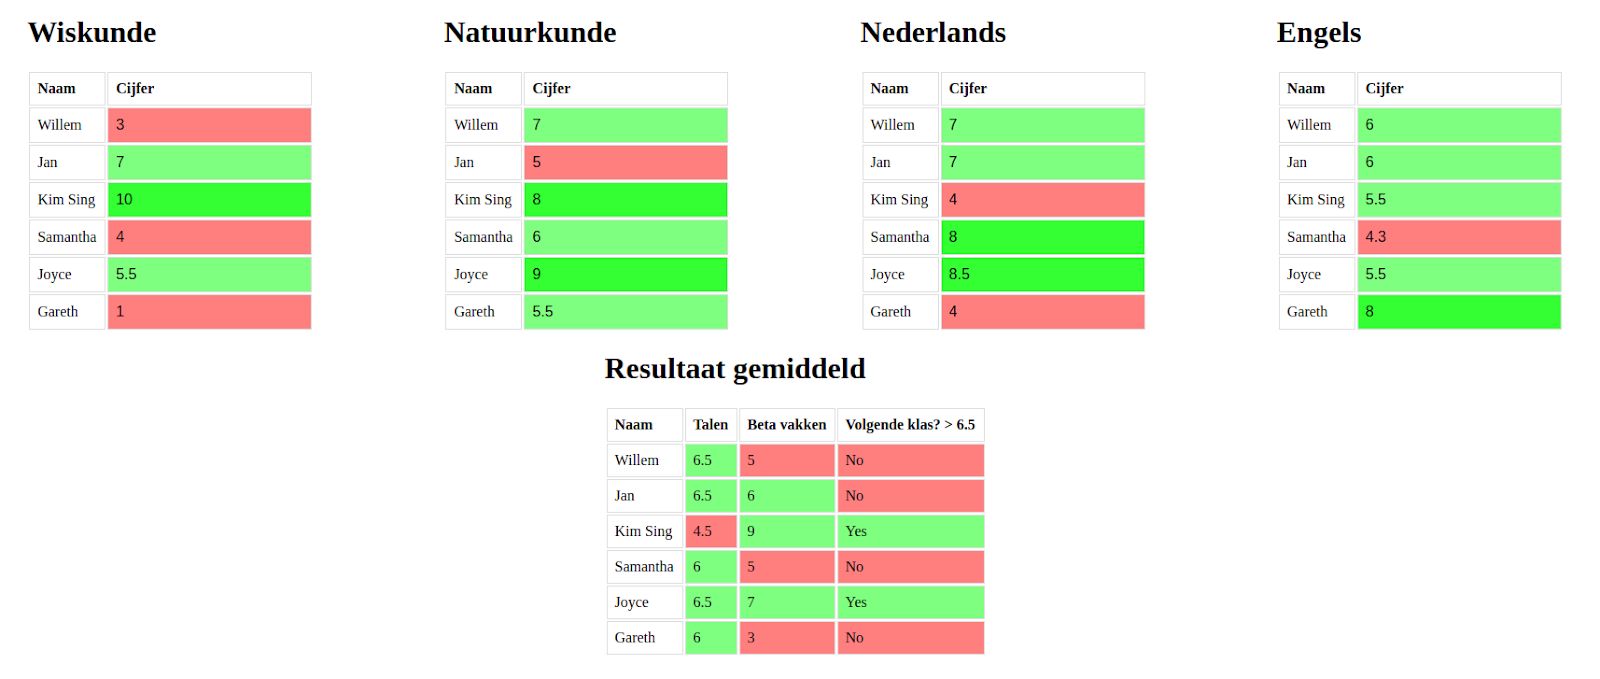 Wiskunde
Naam Cijfer
Willem 3
Jan 7
Kim Sing 10
Samantha 4
Joyce 5.5
Gareth 1
Natuurkunde
Naam Cijfer
Willem 7
Jan 5
Kim Sing 8
Samantha 6
Joyce 9
Gareth 5.5
Nederlands
Naam Cijfer
Willem 7
Jan 7
Kim Sing 4
Samantha 8
Joyce 8.5
Gareth 4
Engels
Naam Cijfer
Willem 6
Jan 6
Kim Sing 5.5
Samantha 4.3
Joyce 5.5
Gareth 8
Resultaat gemiddeld
Naam Talen Beta vakken Volgende klas? > 6.5
Willem 6.5 5 No
Jan 6.5 6 No
Kim Sing 4.5 9 Yes
Samantha 6 5 No
Joyce 6.5 7 Yes
Gareth 6 3 No